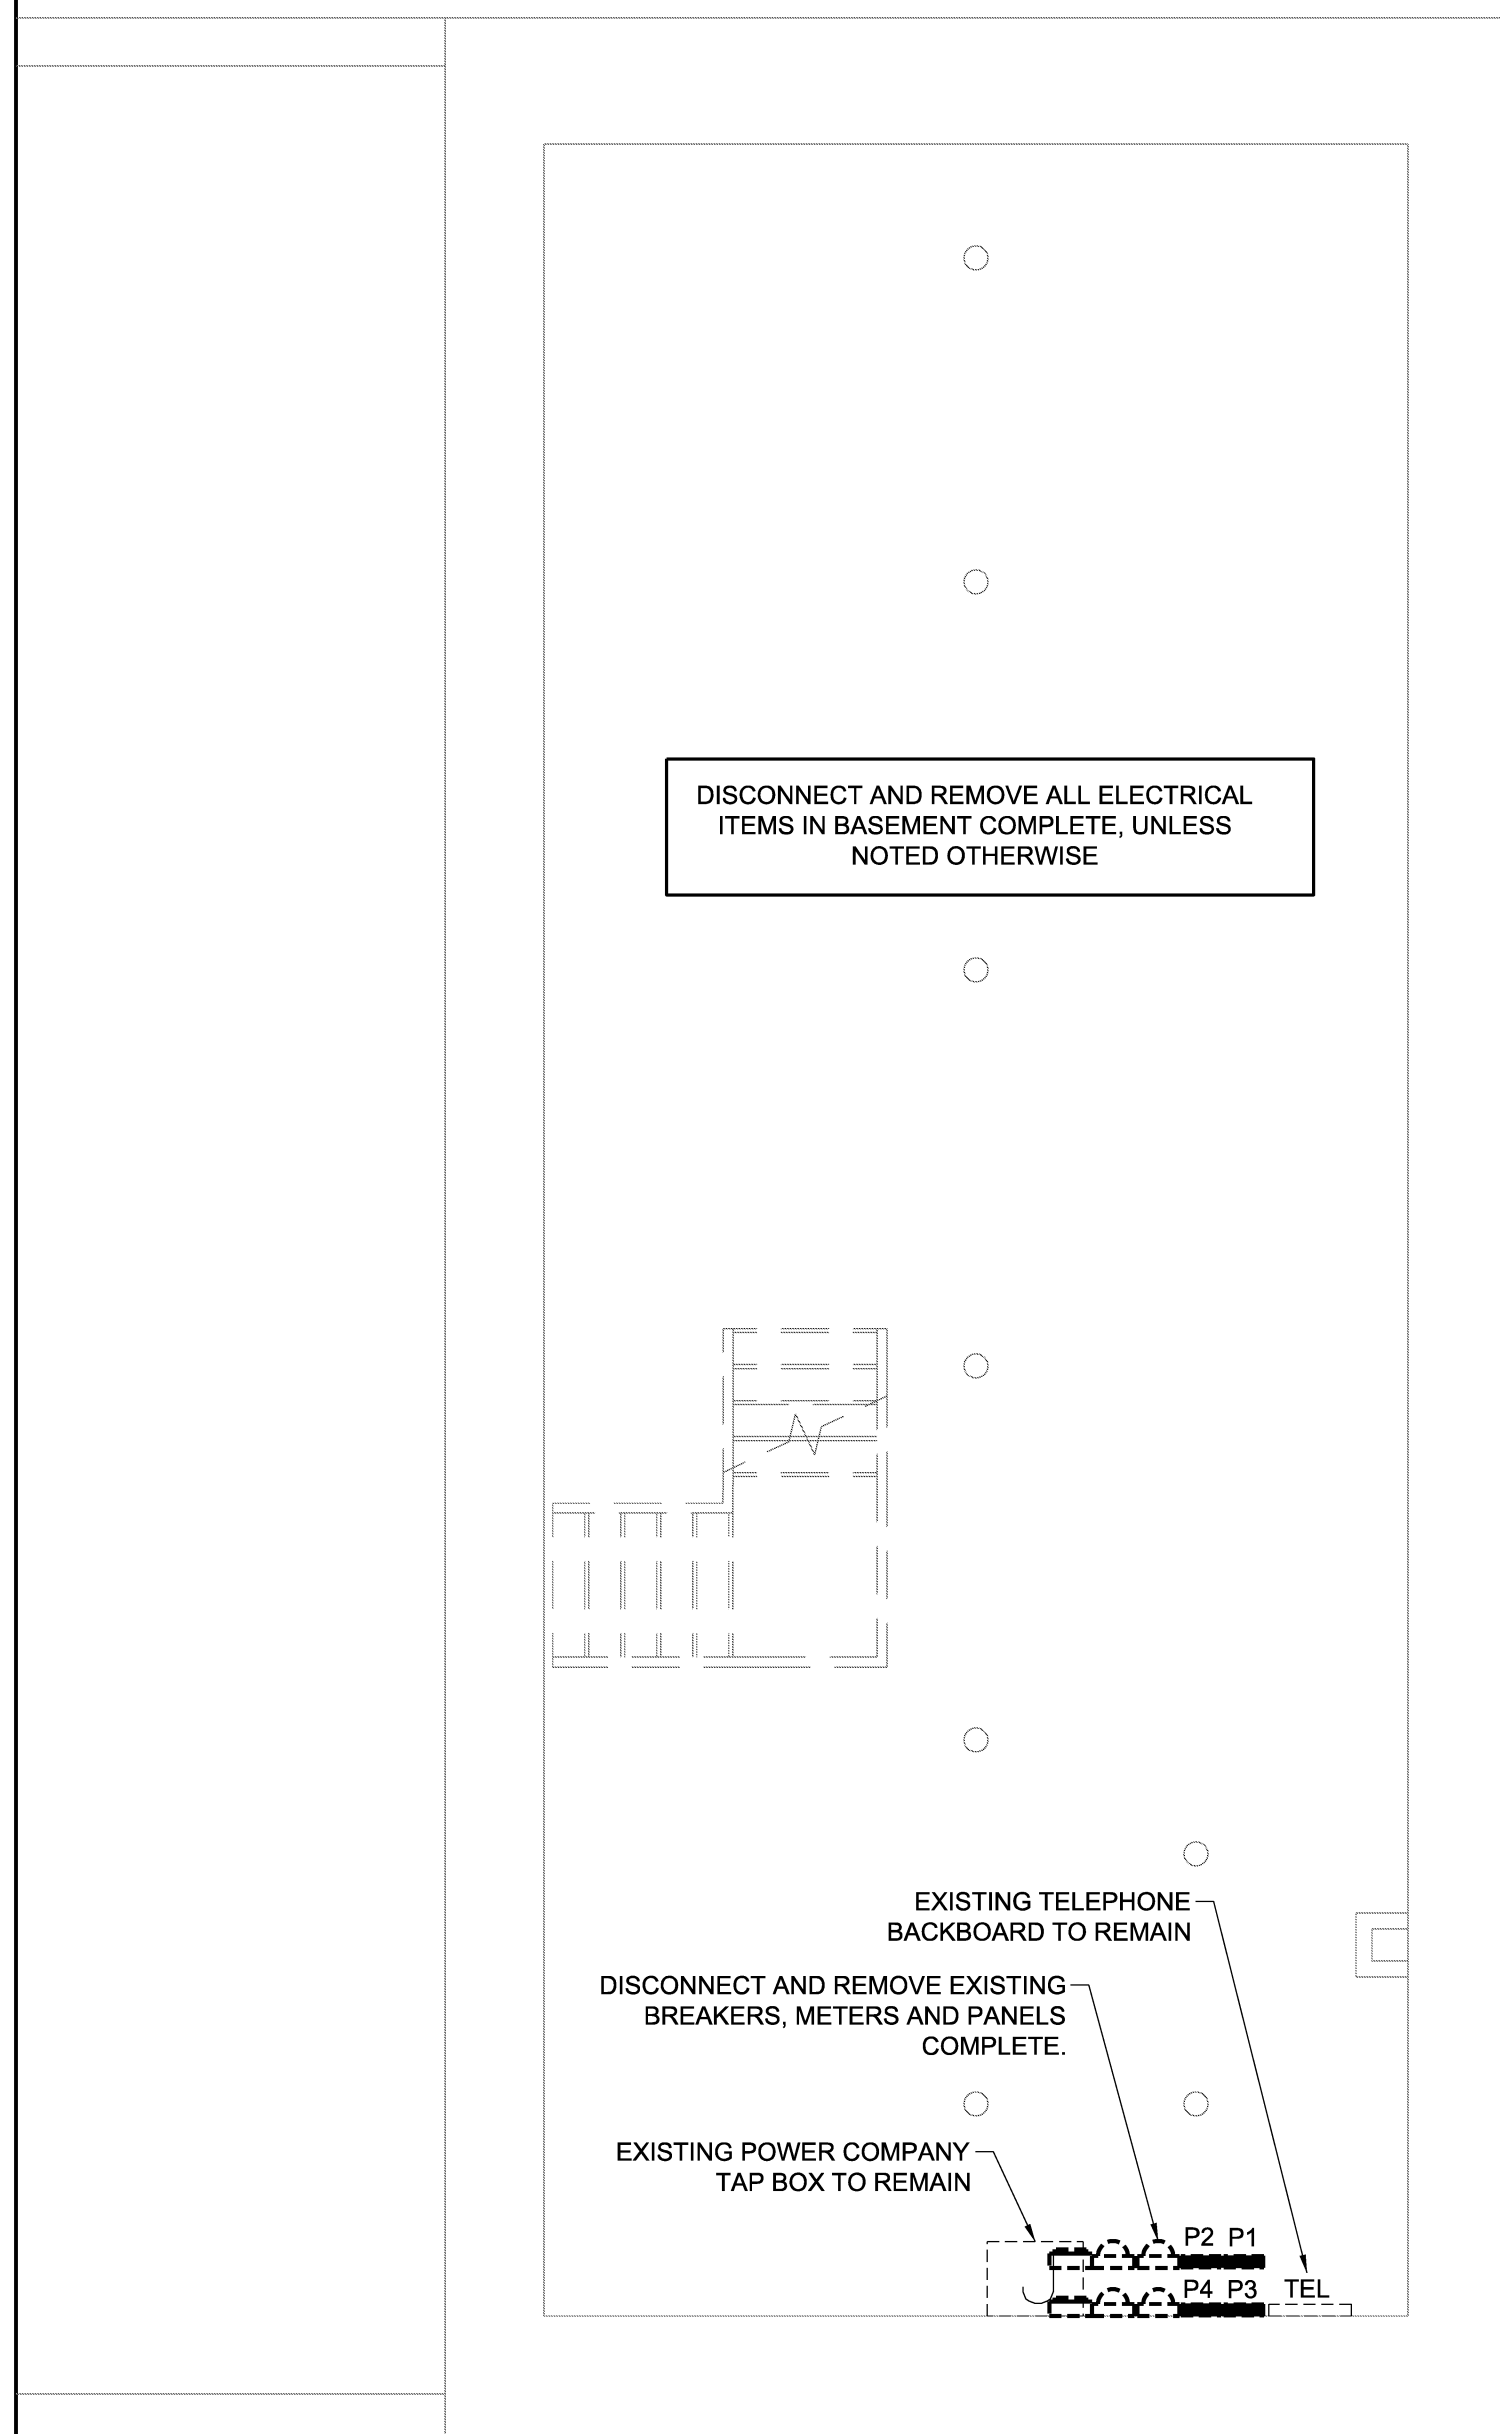 DISCONNECT AND REMOVE ALL ELECTRICAL
ITEMS IN BASEMENT COMPLETE, UNLESS
NOTED OTHERWISE
EXISTING TELEPHONE
BACKBOARD TO REMAIN
DISCONNECT AND REMOVE EXISTING
BREAKERS, METERS AND PANELS
COMPLETE.
EXISTING POWER COMPANY
TAP BOX TO REMAIN
P2 P1
P4 P3 TEL
J